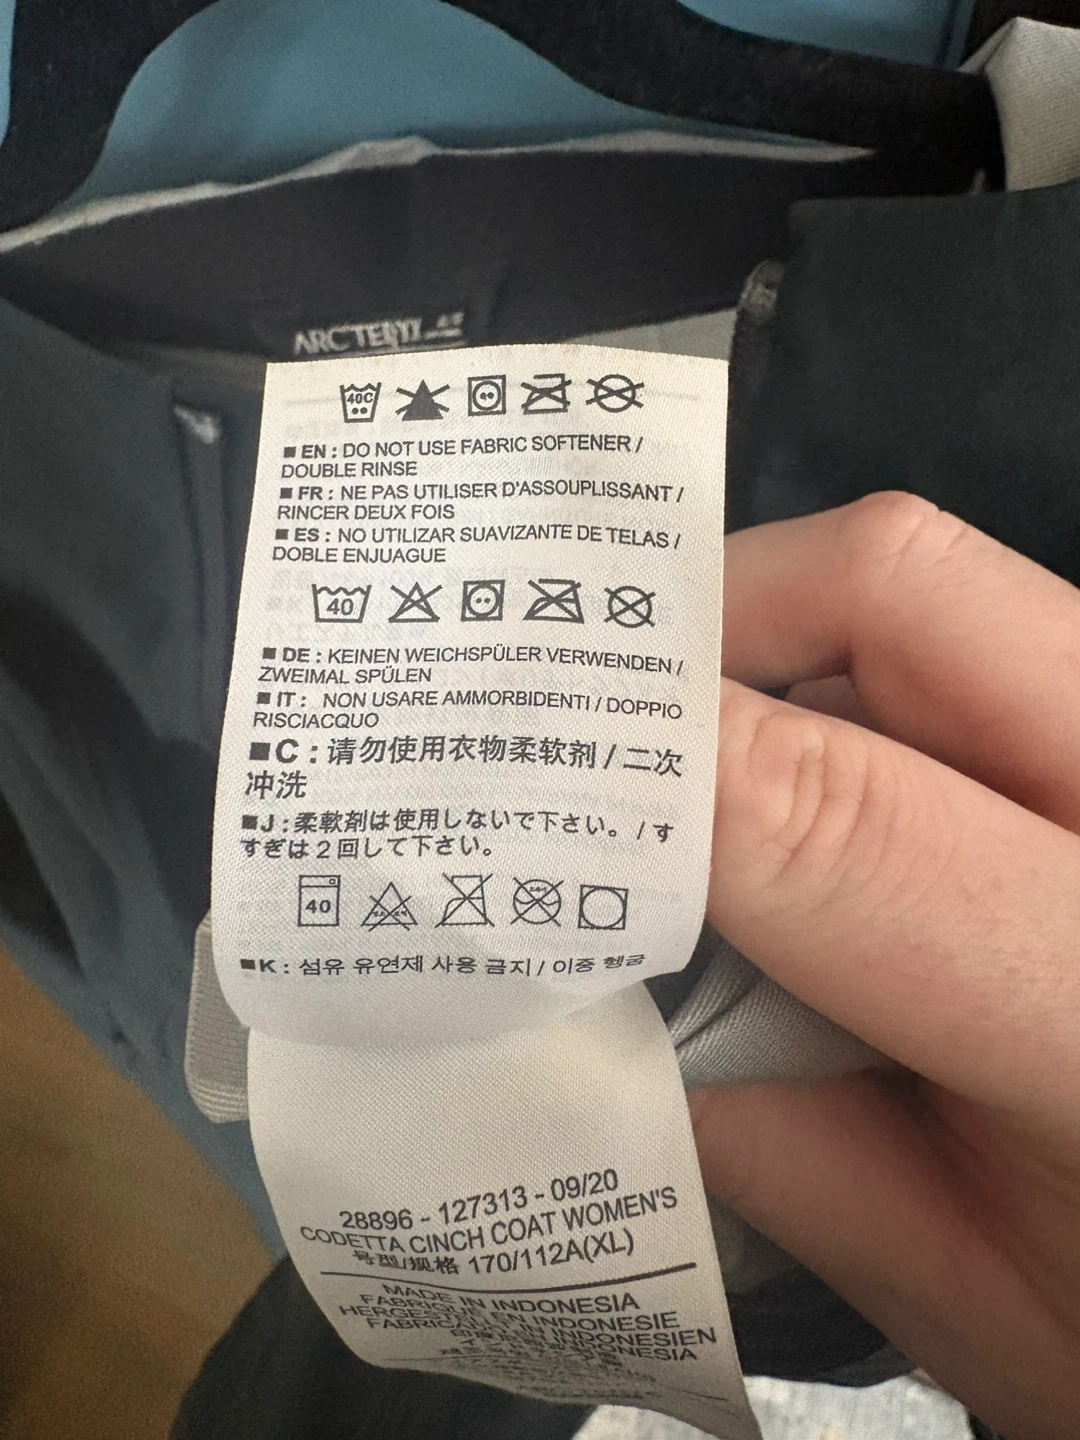 ARC'TERYX
40C
■ EN : DO NOT USE FABRIC SOFTENER /
DOUBLE RINSE
■ FR : NE PAS UTILISER D'ASSOUPLISSANT /
RINCER DEUX FOIS
■ ES : NO UTILIZAR SUAVIZANTE DE TELAS /
DOBLE ENJUAGUE
40
■ DE : KEINEN WEICHSPÜLER VERWENDEN /
ZWEIMAL SPÜLEN
■ IT : NON USARE AMMORBIDENTI / DOPPIO
RISCIACQUO
■C : 请勿使用衣物柔软剂 / 二次
冲洗
■J : 柔軟剤は使用しないで下さい。 / す
すぎは2回して下さい。
40
■K : 섬유 유연제 사용 금지 / 이중 헹굼
28896 - 127313 - 09/20
CODETTA CINCH COAT WOMEN'S
号型/规格 170/112A(XL)
MADE IN INDONESIA
FABRIQUE EN INDONESIE
HERGESTELLT IN INDONESIEN
FABRICADO EN INDONESIA